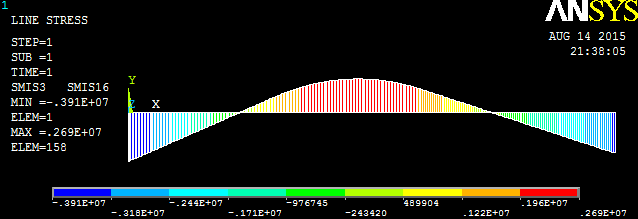 1
LINE STRESS
STEP=1
SUB =1
TIME=1
SMIS3 SMIS16
MIN =-.391E+07
ELEM=1
MAX =.269E+07
ELEM=158
ANSYS
AUG 14 2015
21:38:05
Y
Z X
-.391E+07 -.244E+07 -976745 489904 .196E+07
-.318E+07 -.171E+07 -243420 .122E+07 .269E+07